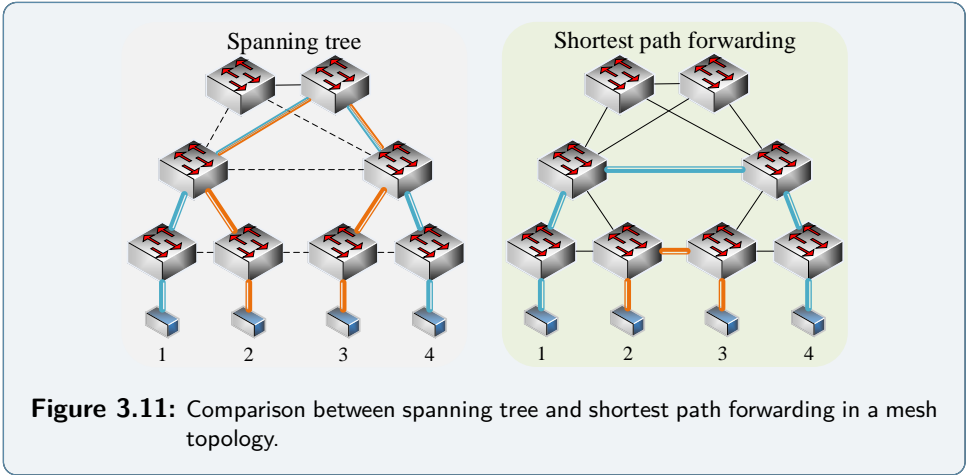 Spanning tree
Shortest path forwarding
1 2 3 4
1 2 3 4
Figure 3.11: Comparison between spanning tree and shortest path forwarding in a mesh
topology.